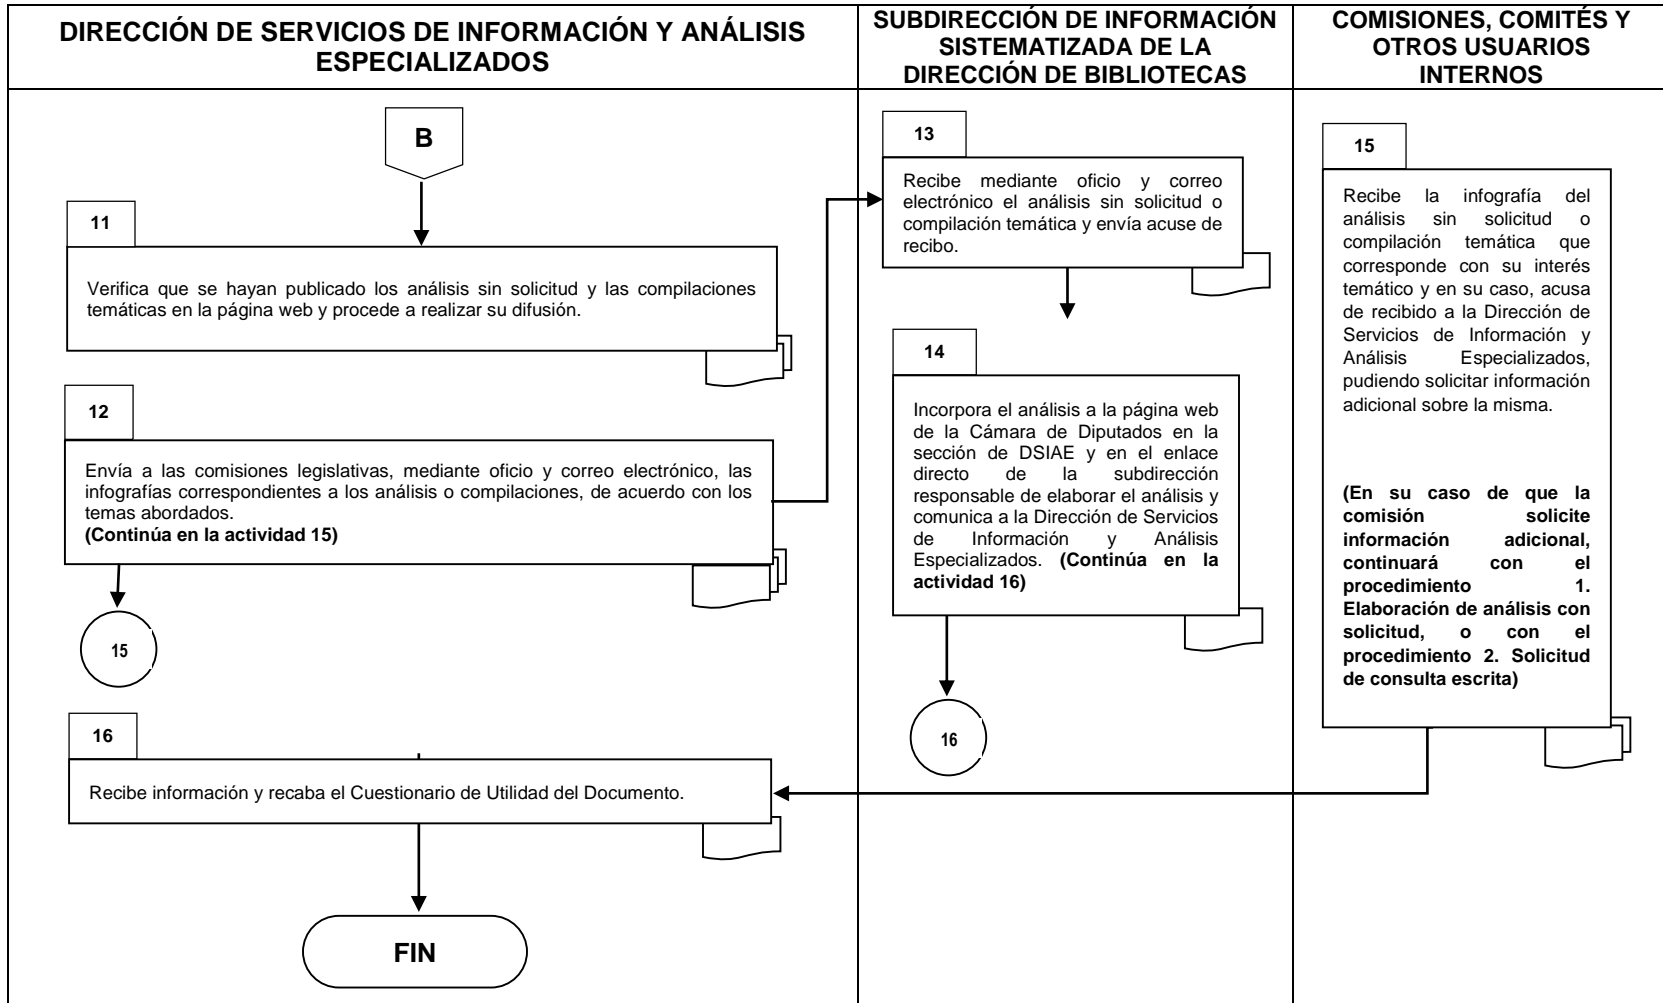 DIRECCIÓN DE SERVICIOS DE INFORMACIÓN Y ANÁLISIS
ESPECIALIZADOS
SUBDIRECCIÓN DE INFORMACIÓN
SISTEMATIZADA DE LA
DIRECCIÓN DE BIBLIOTECAS
COMISIONES, COMITÉS Y
OTROS USUARIOS
INTERNOS
B
11
Verifica que se hayan publicado los análisis sin solicitud y las compilaciones
temáticas en la página web y procede a realizar su difusión.
12
Envía a las comisiones legislativas, mediante oficio y correo electrónico, las
infografías correspondientes a los análisis o compilaciones, de acuerdo con los
temas abordados.
(Continúa en la actividad 15)
15
13
Recibe mediante oficio y correo
electrónico el análisis sin solicitud o
compilación temática y envía acuse de
recibo.
14
Incorpora el análisis a la página web
de la Cámara de Diputados en la
sección de DSIAE y en el enlace
directo de la subdirección
responsable de elaborar el análisis y
comunica a la Dirección de Servicios
de Información y Análisis
Especializados. (Continúa en la
actividad 16)
16
15
Recibe la infografía del
análisis sin solicitud o
compilación temática que
corresponde con su interés
temático y en su caso, acusa
de recibido a la Dirección de
Servicios de Información y
Análisis Especializados,
pudiendo solicitar información
adicional sobre la misma.
(En su caso de que la
comisión solicite
información adicional,
continuará con el
procedimiento 1.
Elaboración de análisis con
solicitud, o con el
procedimiento 2. Solicitud
de consulta escrita)
16
Recibe información y recaba el Cuestionario de Utilidad del Documento.
FIN